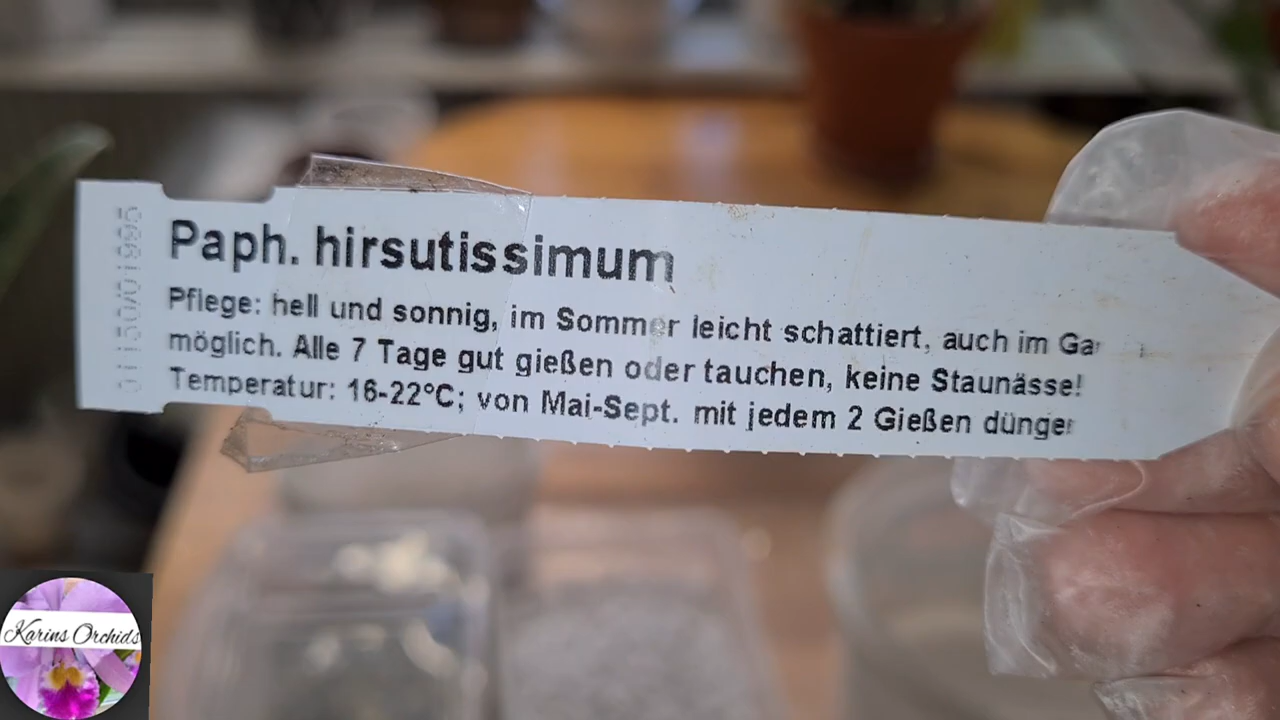 Paph. hirsutissimum
Pflege: hell und sonnig, im Sommer leicht schattiert, auch im Ga
möglich. Alle 7 Tage gut gießen oder tauchen, keine Staunässe!
Temperatur: 16-22°C; von Mai-Sept. mit jedem 2 Gießen dünge
Karins Orchids